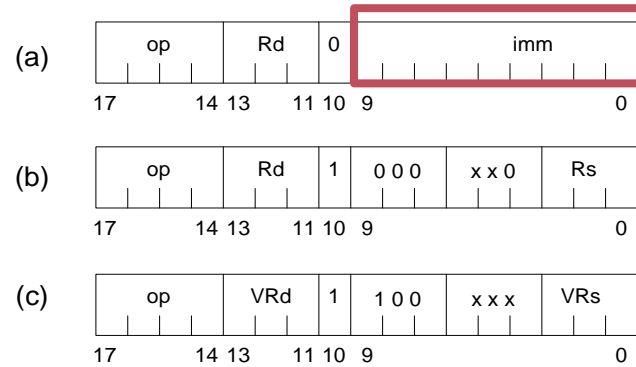 (a) op Rd 0 imm
17 14 13 11 10 9 0
(b) op Rd 1 0 0 0 x x 0 Rs
17 14 13 11 10 9 0
(c) op VRd 1 1 0 0 x x x VRs
17 14 13 11 10 9 0